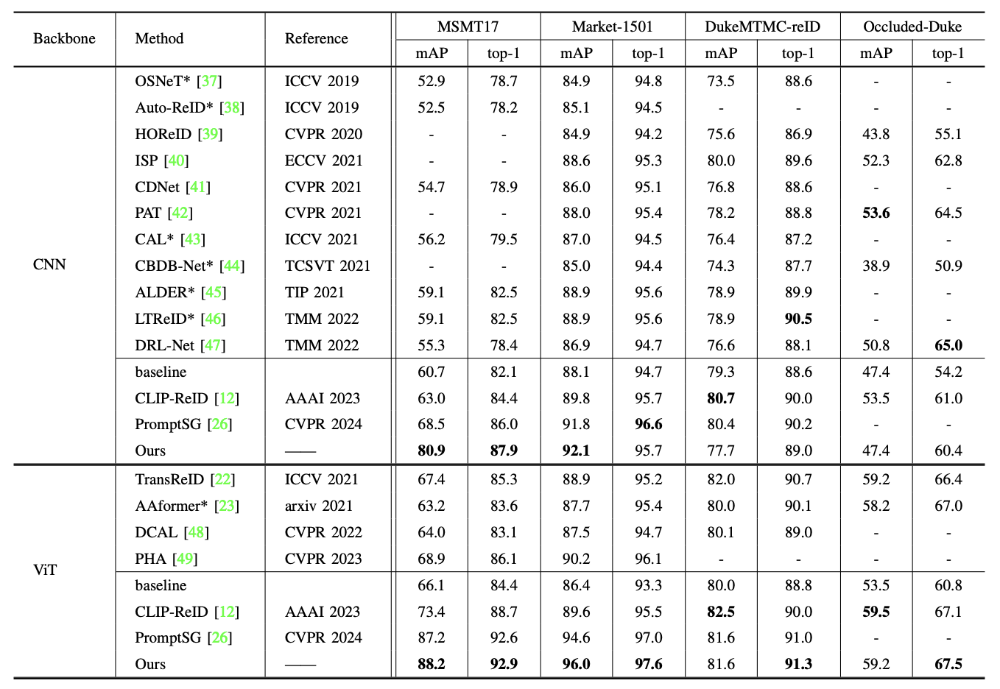 Backbone Method Reference MSMT17 Market-1501 DukeMTMC-reID Occluded-Duke
mAP top-1 mAP top-1 mAP top-1 mAP top-1
OSNeT* [37] ICCV 2019 52.9 78.7 84.9 94.8 73.5 88.6 - -
Auto-ReID* [38] ICCV 2019 52.5 78.2 85.1 94.5 - - - -
HOReID [39] CVPR 2020 - - 84.9 94.2 75.6 86.9 43.8 55.1
ISP [40] ECCV 2021 - - 88.6 95.3 80.0 89.6 52.3 62.8
CDNet [41] CVPR 2021 54.7 78.9 86.0 95.1 76.8 88.6 - -
PAT [42] CVPR 2021 - - 88.0 95.4 78.2 88.8 53.6 64.5
CAL* [43] ICCV 2021 56.2 79.5 87.0 94.5 76.4 87.2 - -
CNN CBDB-Net* [44] TCSVT 2021 - - 85.0 94.4 74.3 87.7 38.9 50.9
ALDER* [45] TIP 2021 59.1 82.5 88.9 95.6 78.9 89.9 - -
LTReID* [46] TMM 2022 59.1 82.5 88.9 95.6 78.9 90.5 - -
DRL-Net [47] TMM 2022 55.3 78.4 86.9 94.7 76.6 88.1 50.8 65.0
baseline 60.7 82.1 88.1 94.7 79.3 88.6 47.4 54.2
CLIP-ReID [12] AAAI 2023 63.0 84.4 89.8 95.7 80.7 90.0 53.5 61.0
PromptSG [26] CVPR 2024 68.5 86.0 91.8 96.6 80.4 90.2 - -
Ours —— 80.9 87.9 92.1 95.7 77.7 89.0 47.4 60.4
TransReID [22] ICCV 2021 67.4 85.3 88.9 95.2 82.0 90.7 59.2 66.4
AAformer* [23] arxiv 2021 63.2 83.6 87.7 95.4 80.0 90.1 58.2 67.0
DCAL [48] CVPR 2022 64.0 83.1 87.5 94.7 80.1 89.0 - -
PHA [49] CVPR 2023 68.9 86.1 90.2 96.1 - - - -
ViT
baseline 66.1 84.4 86.4 93.3 80.0 88.8 53.5 60.8
CLIP-ReID [12] AAAI 2023 73.4 88.7 89.6 95.5 82.5 90.0 59.5 67.1
PromptSG [26] CVPR 2024 87.2 92.6 94.6 97.0 81.6 91.0 - -
Ours —— 88.2 92.9 96.0 97.6 81.6 91.3 59.2 67.5